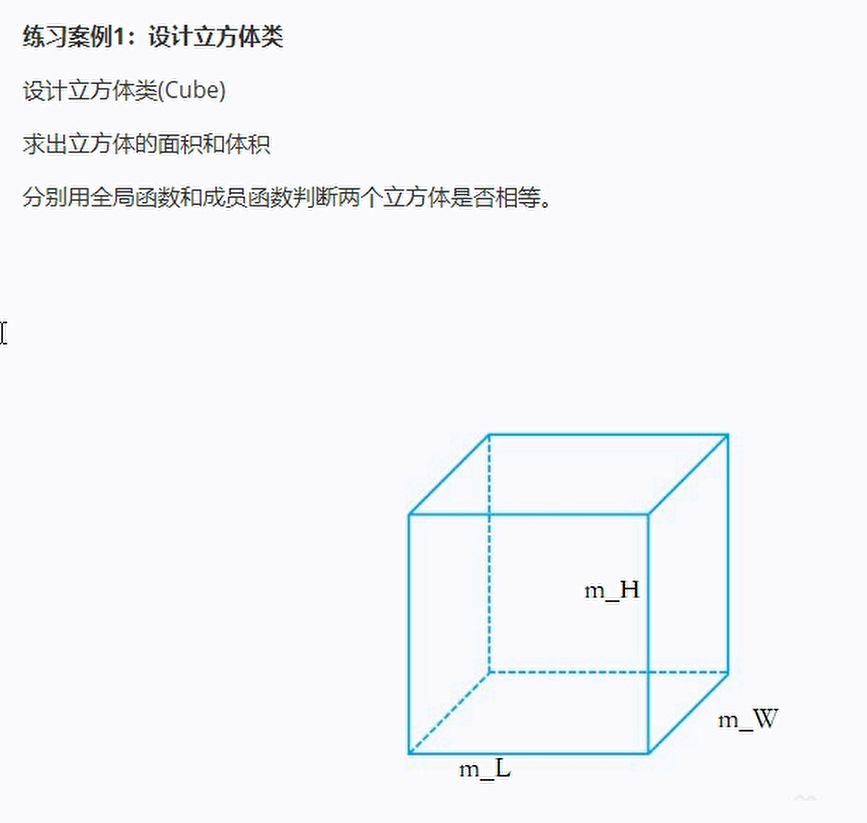 练习案例1：设计立方体类
设计立方体类(Cube)
求出立方体的面积和体积
分别用全局函数和成员函数判断两个立方体是否相等。
m_H
m_W
m_L